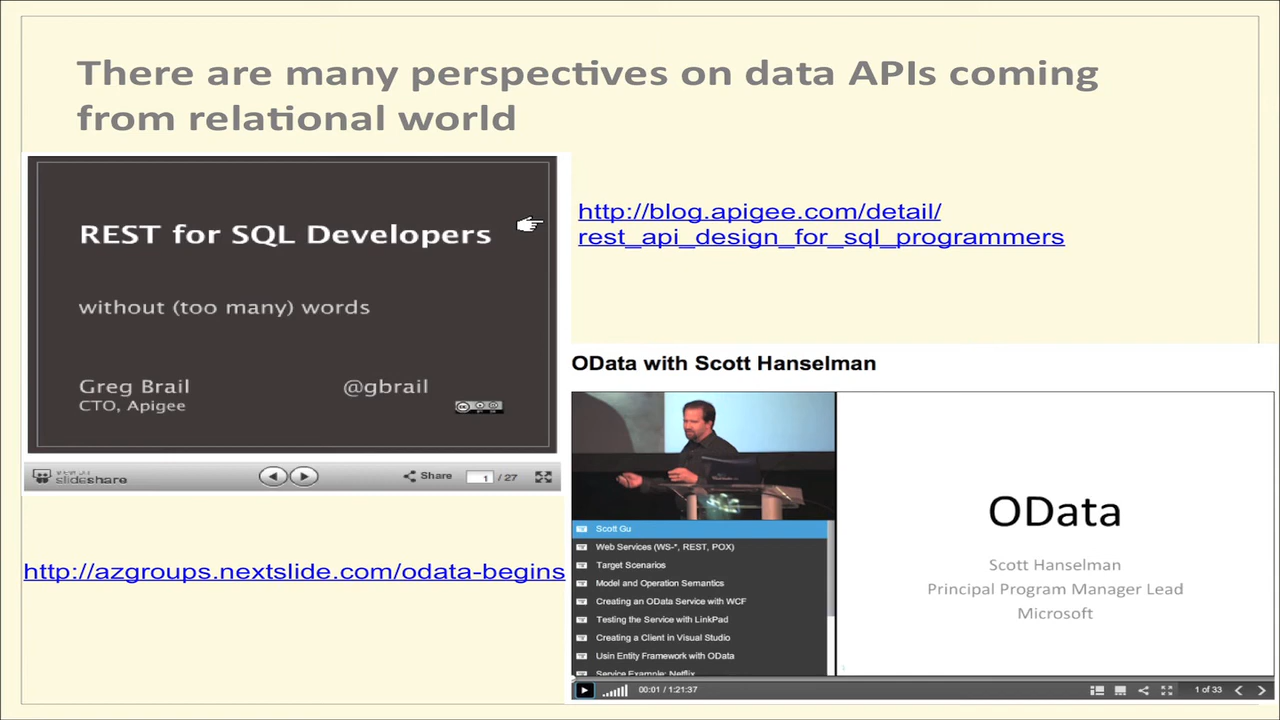 There are many perspectives on data APIs coming
from relational world
REST for SQL Developers
without (too many) words
Greg Brail
@gbrail
CTO, Apigee
slideshare
Share
1 / 27
http://blog.apigee.com/detail/
rest_api_design_for_sql_programmers
http://azgroups.nextslide.com/odata-begins
OData with Scott Hanselman
Scott Gu
Web Services (WS-*, REST, POX)
Target Scenarios
Model and Operation Semantics
Creating an OData Service with WCF
Testing the Service with LinkPad
Creating a Client in Visual Studio
Usin Entity Framework with OData
Service Example: Netflix
OData
Scott Hanselman
Principal Program Manager Lead
Microsoft
00:01 / 1:21:37
1 of 33